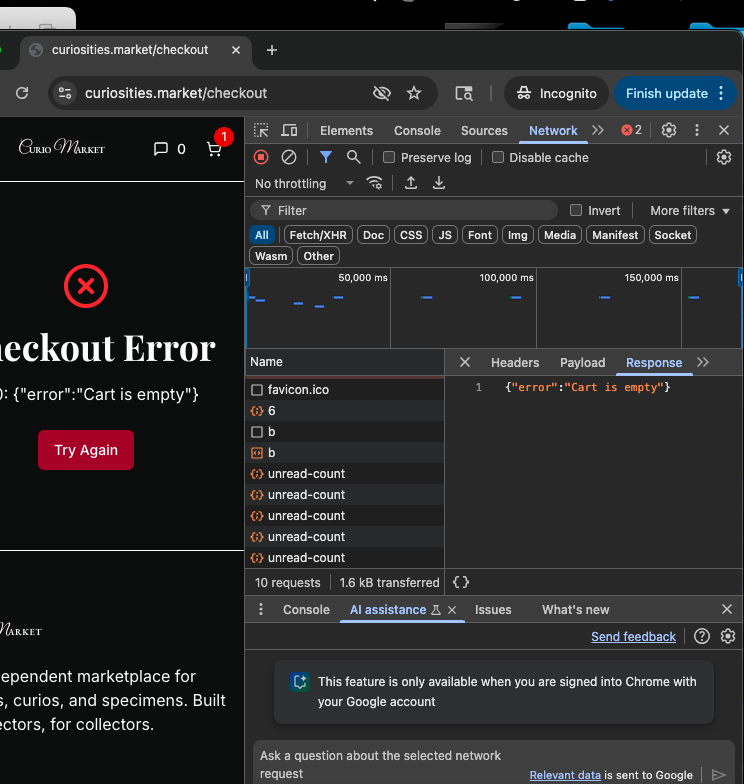 curiosities.market/checkout
curiosities.market/checkout
Incognito
Finish update
CURIO MARKET
0
1
Elements Console Sources Network
2
Preserve log
Disable cache
No throttling
Filter
Invert
More filters
All Fetch/XHR Doc CSS JS Font Img Media Manifest Socket
Wasm Other
50,000 ms 100,000 ms 150,000 ms
eckout Error
0: {"error":"Cart is empty"}
Try Again
Name
Headers Payload Response
favicon.ico
6
b
b
unread-count
unread-count
unread-count
unread-count
unread-count
1 {"error":"Cart is empty"}
10 requests 1.6 kB transferred { }
Console AI assistance Issues What's new
Send feedback
This feature is only available when you are signed into Chrome with
your Google account
Ask a question about the selected network
request
Relevant data is sent to Google
MARKET
ependent marketplace for
s, curios, and specimens. Built
ectors, for collectors.